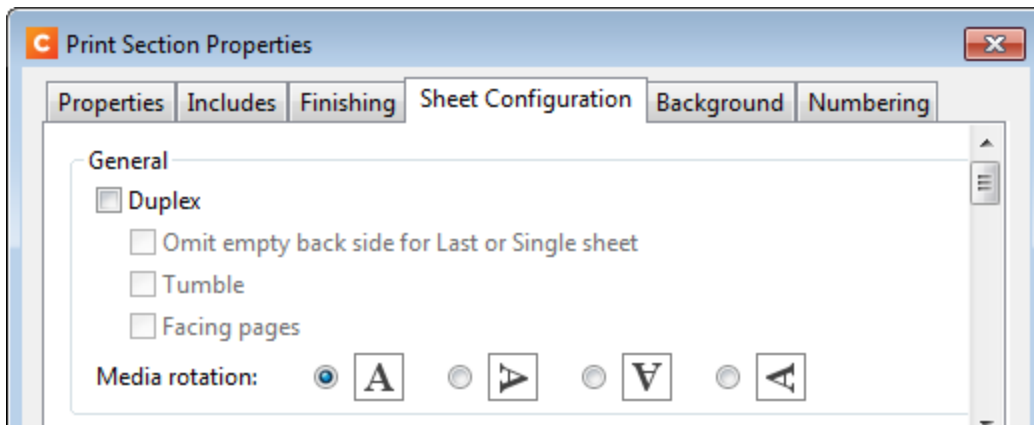 C Print Section Properties
Properties Includes Finishing Sheet Configuration Background Numbering
General
Duplex
Omit empty back side for Last or Single sheet
Tumble
Facing pages
Media rotation: A A A A